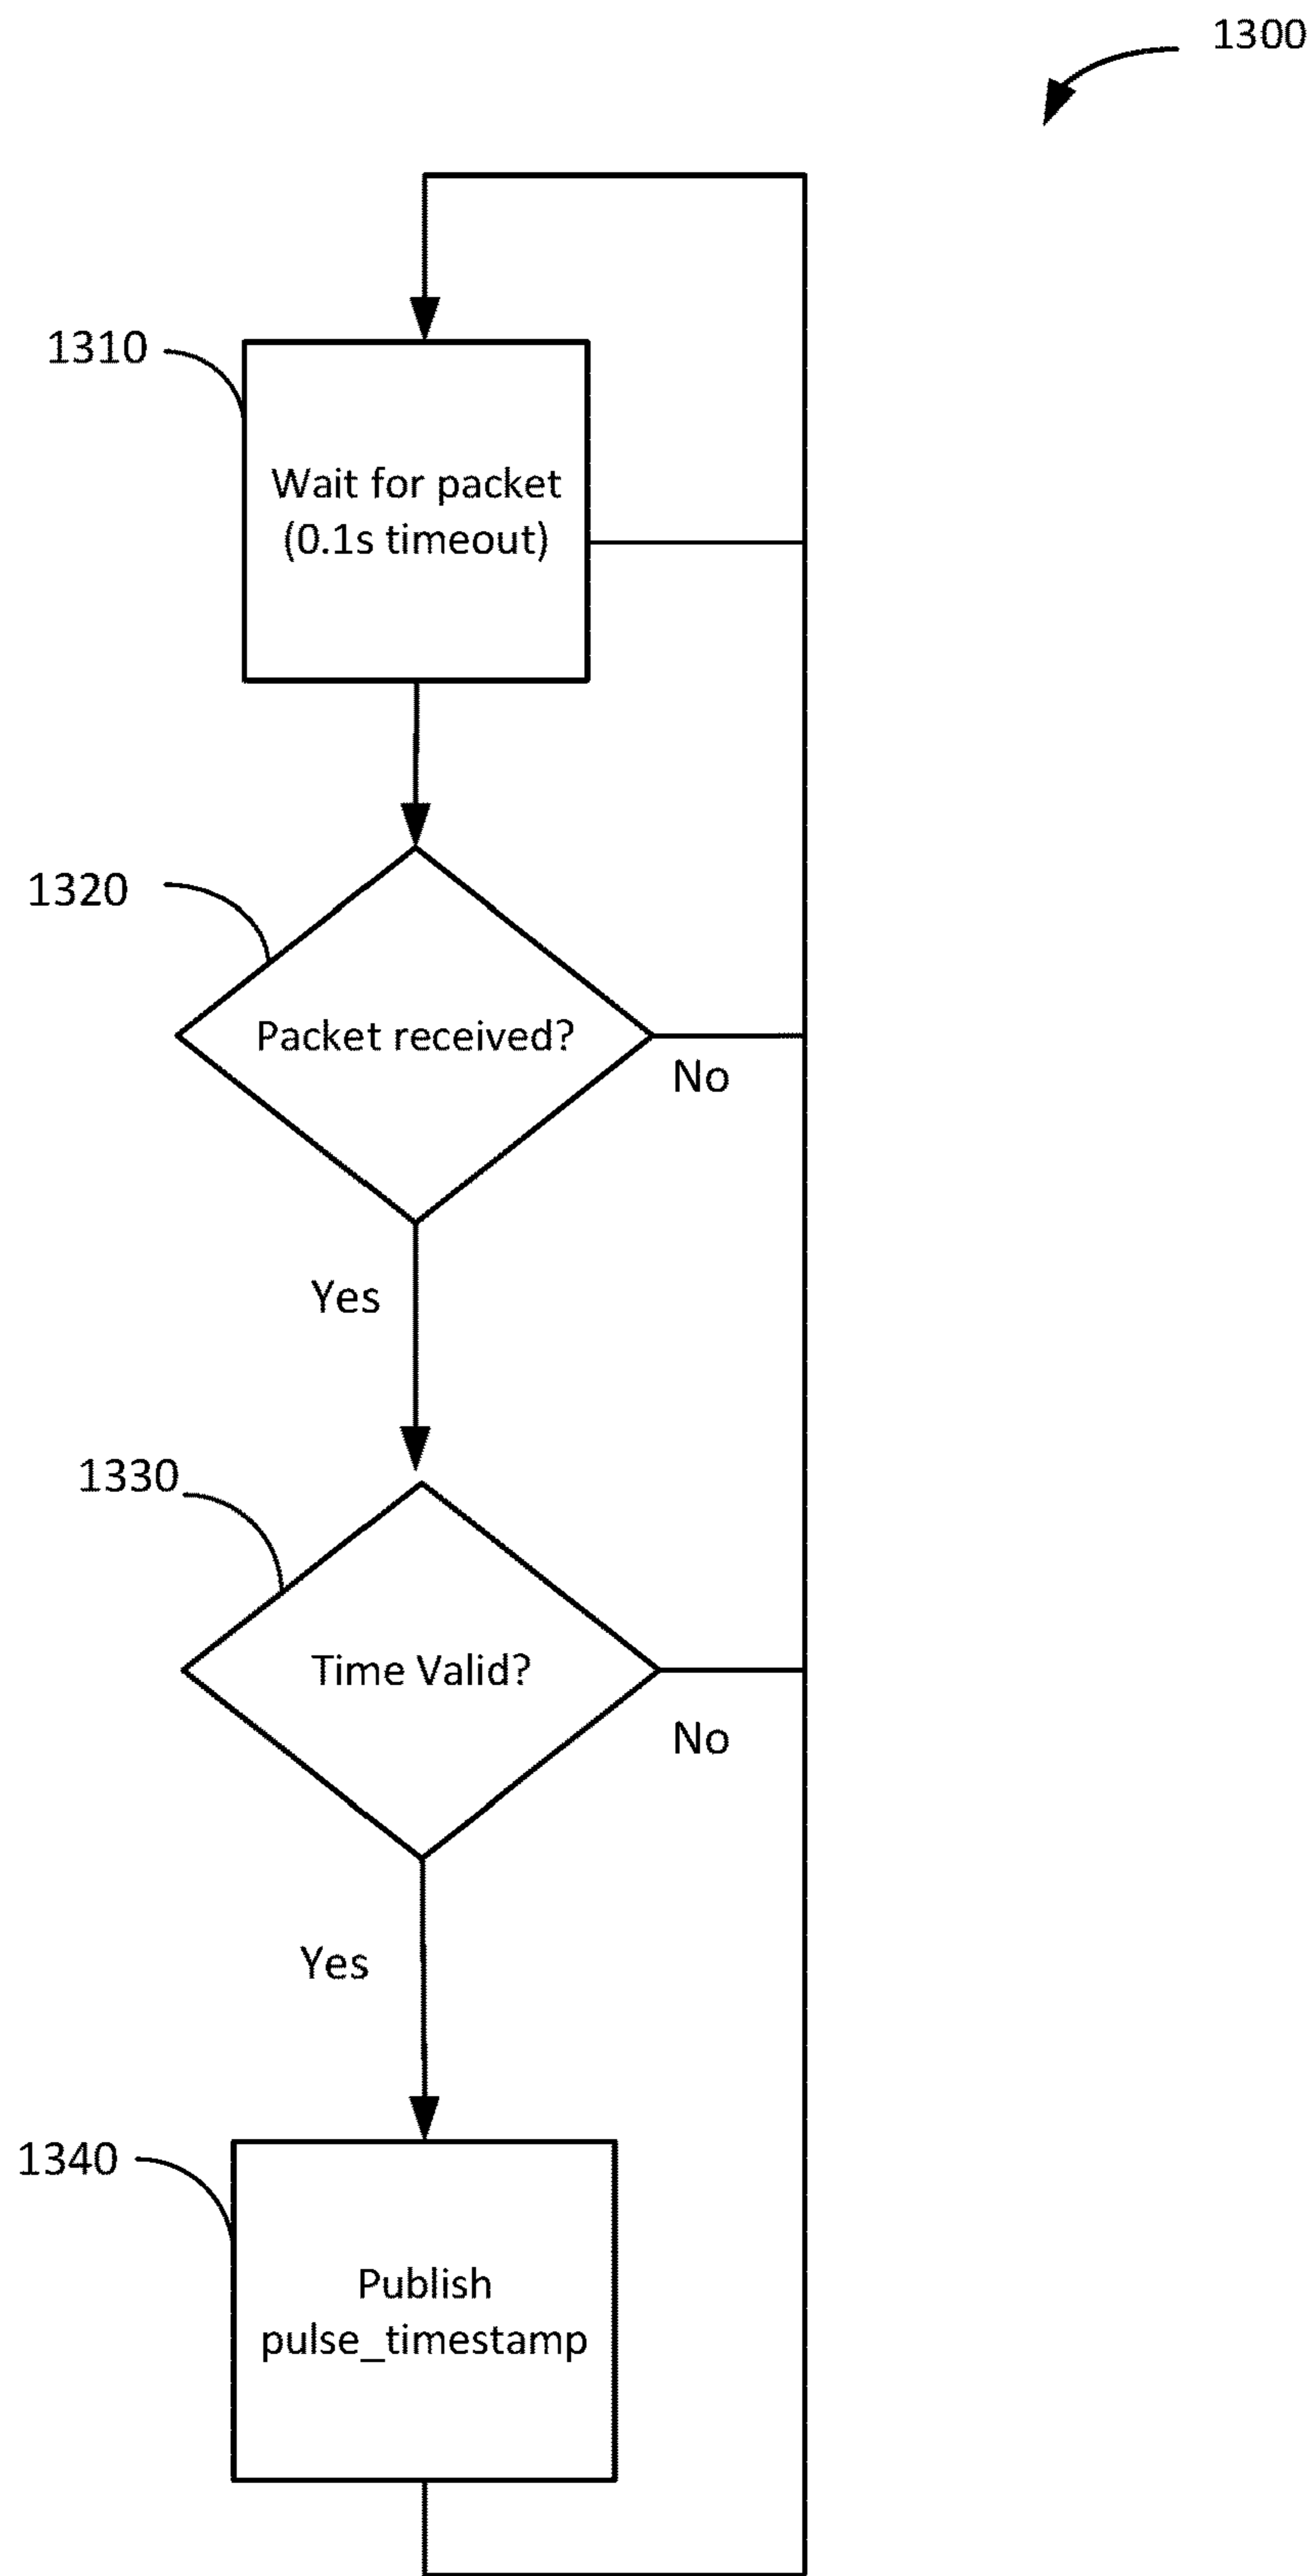 1300
1310
Wait for packet
(0.1s timeout)
1320
Packet received?
No
Yes
1330
Time Valid?
No
Yes
1340
Publish
pulse_timestamp